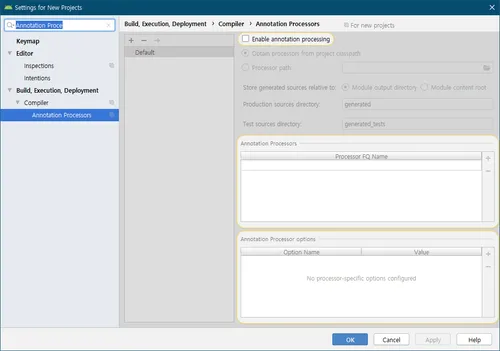 Settings for New Projects
Annotation Proce
Keymap
Editor
Inspections
Intentions
Build, Execution, Deployment
Compiler
Annotation Processors
Build, Execution, Deployment > Compiler > Annotation Processors
For new projects
Default
Enable annotation processing
Obtain processors from project classpath
Processor path:
Store generated sources relative to: Module output directory Module content root
Production sources directory: generated
Test sources directory: generated_tests
Annotation Processors
Processor FQ Name
Annotation Processor options
Option Name Value
No processor-specific options configured
OK Cancel Apply Help